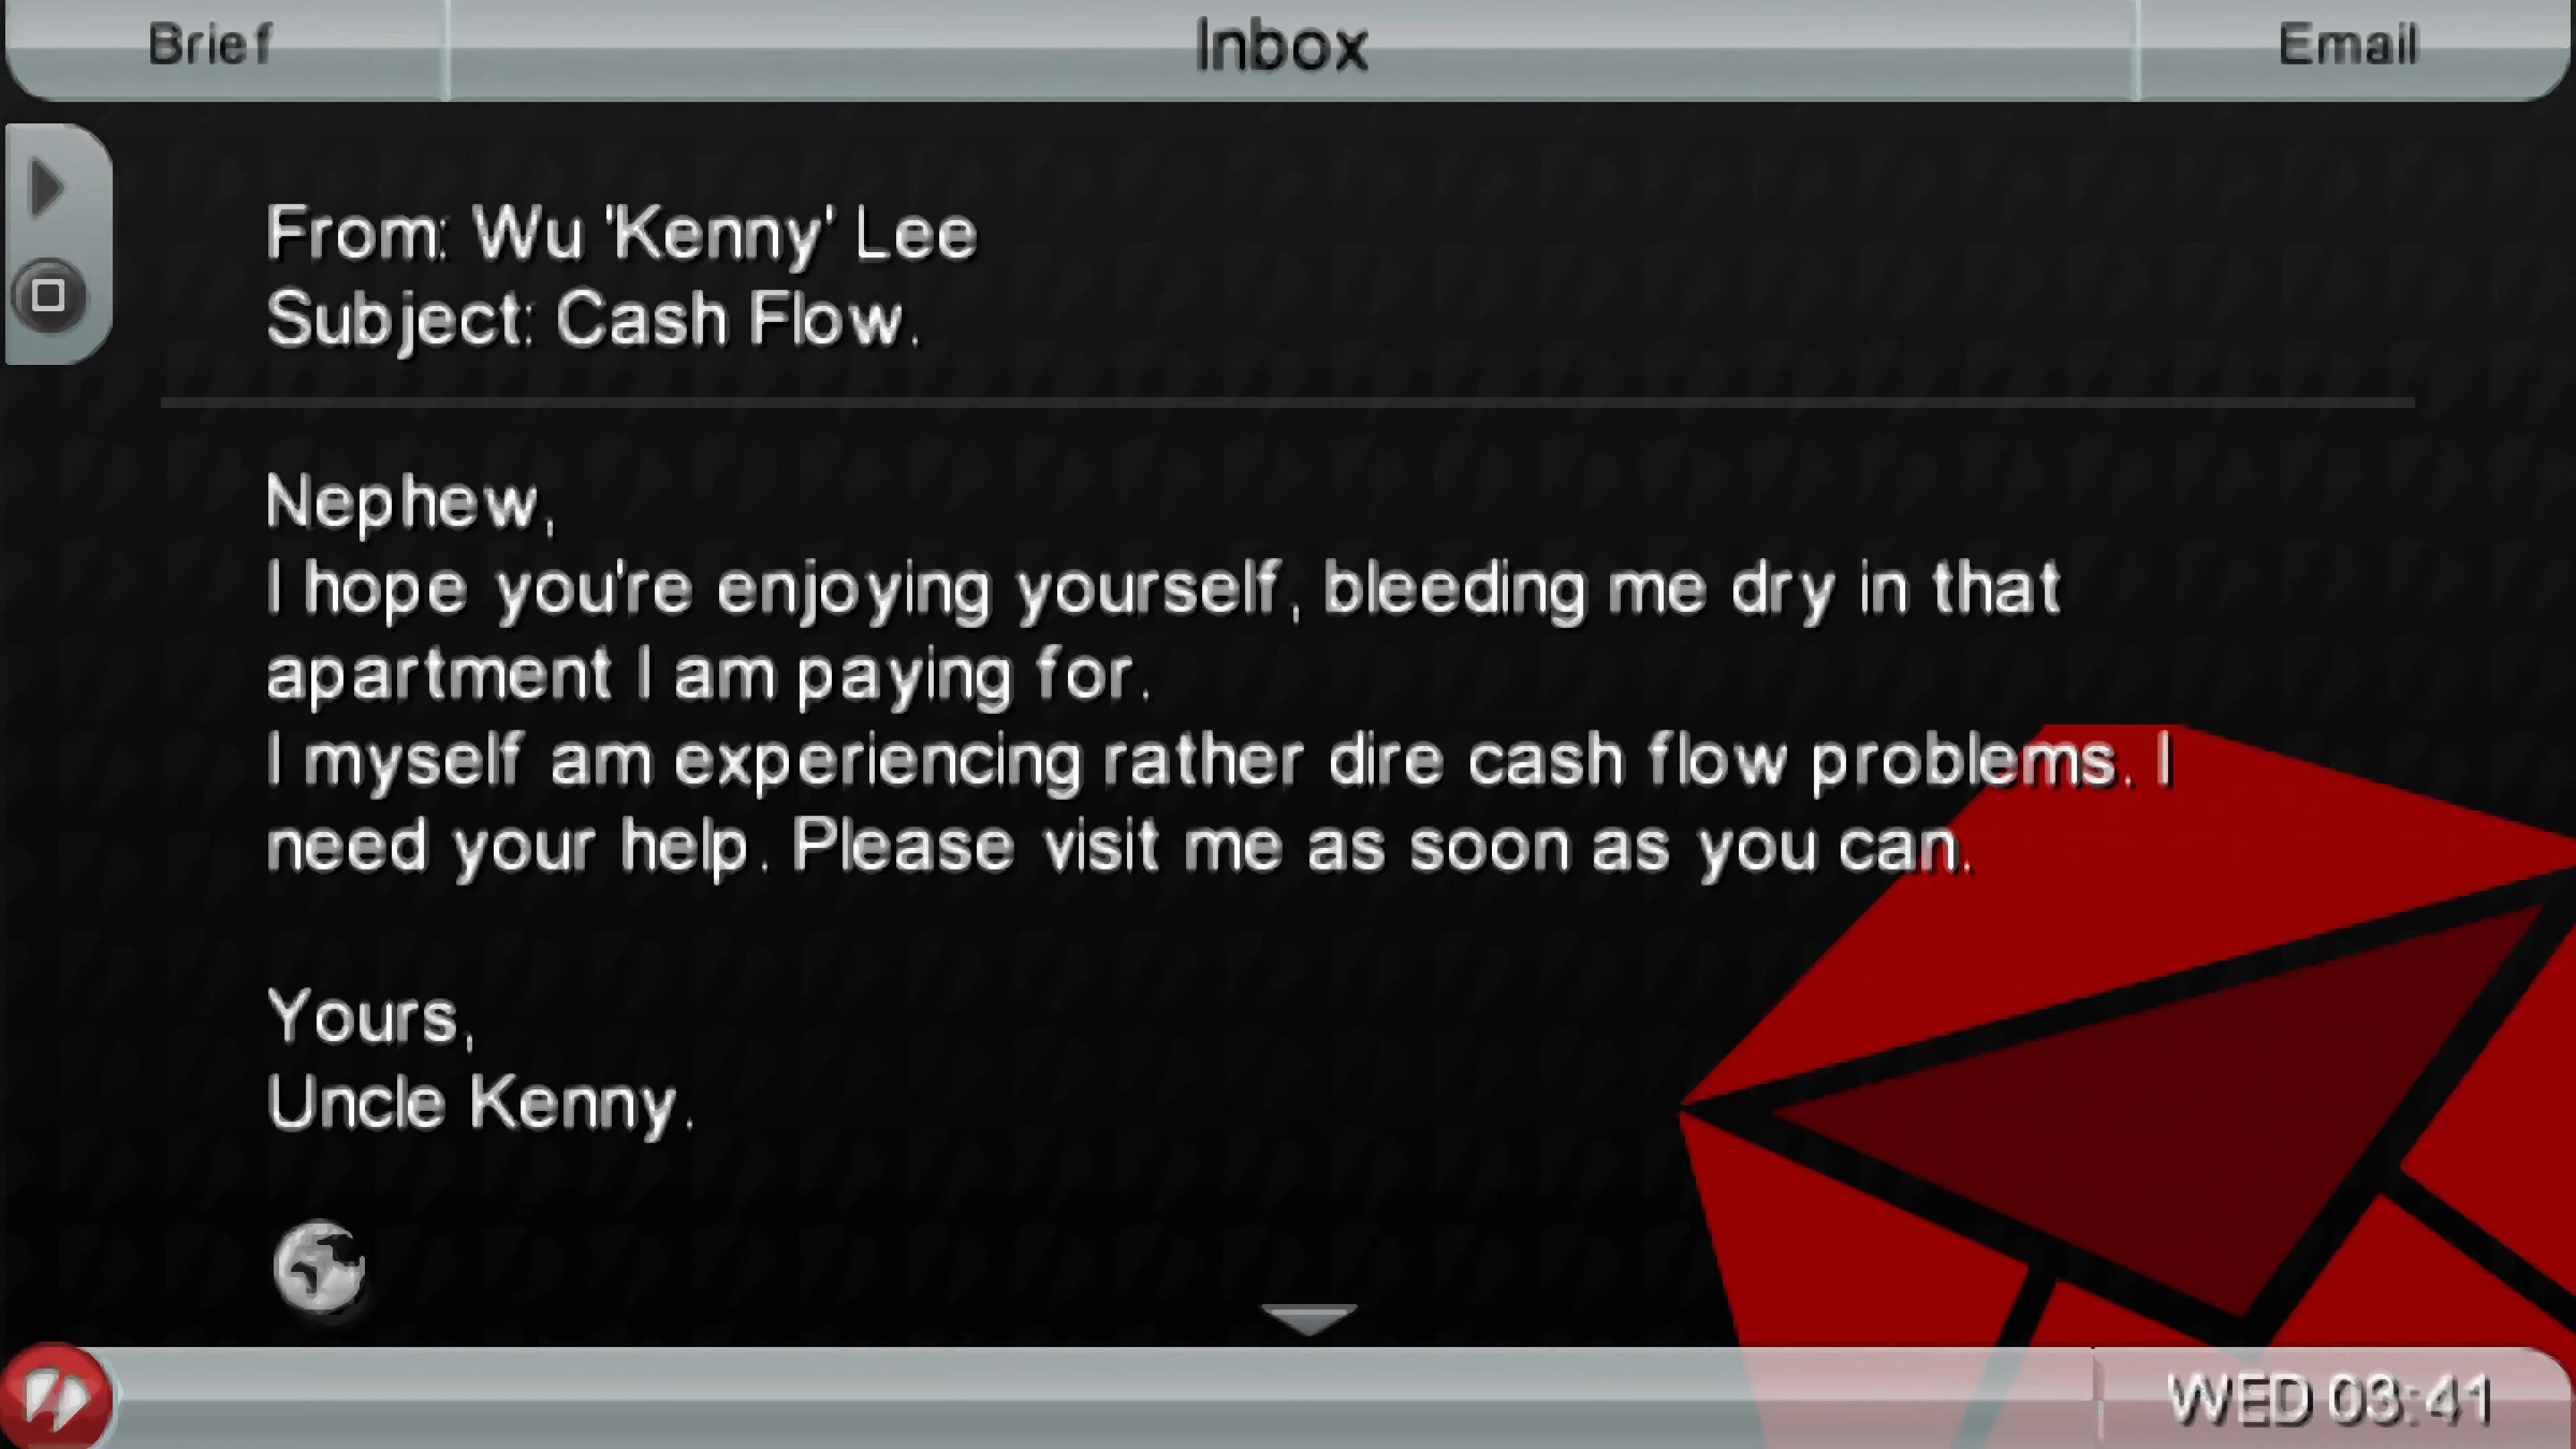 Brief
Inbox
Email
From: Wu 'Kenny' Lee
Subject: Cash Flow.
Nephew,
I hope you're enjoying yourself, bleeding me dry in that
apartment I am paying for.
I myself am experiencing rather dire cash flow problems. I
need your help. Please visit me as soon as you can.
Yours,
Uncle Kenny.
WED 03:41